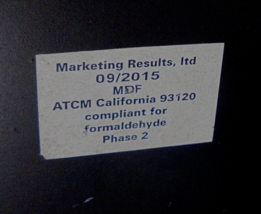 Marketing Results, ltd
09/2015
MDF
ATCM California 93120
compliant for
formaldehyde
Phase 2